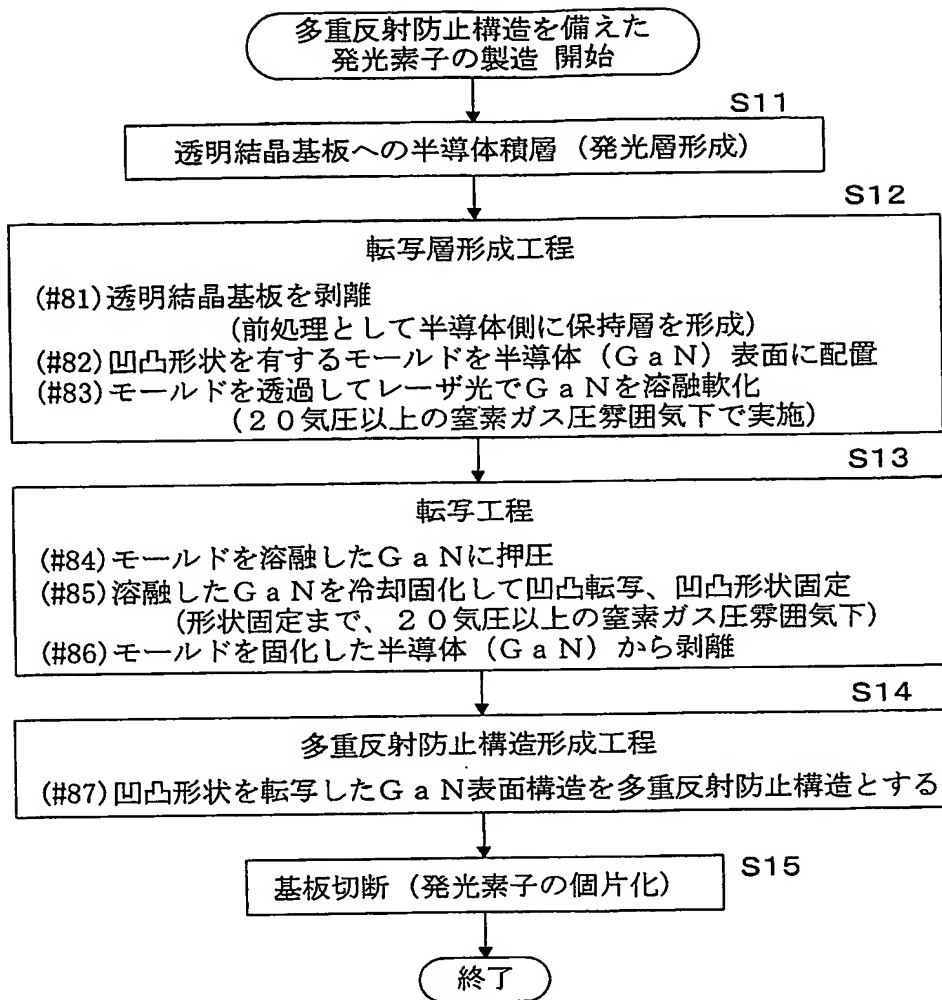 多重反射防止構造を備えた
発光素子の製造 開始
S11
透明結晶基板への半導体積層（発光層形成）
S12
転写層形成工程
(#81)透明結晶基板を剥離
(前処理として半導体側に保持層を形成)
(#82)凹凸形状を有するモールドを半導体（ＧａＮ）表面に配置
(#83)モールドを透過してレーザ光でＧａＮを溶融軟化
(２０気圧以上の窒素ガス圧雰囲気下で実施)
S13
転写工程
(#84)モールドを溶融したＧａＮに押圧
(#85)溶融したＧａＮを冷却固化して凹凸転写、凹凸形状固定
(形状固定まで、２０気圧以上の窒素ガス圧雰囲気下)
(#86)モールドを固化した半導体（ＧａＮ）から剥離
S14
多重反射防止構造形成工程
(#87)凹凸形状を転写したＧａＮ表面構造を多重反射防止構造とする
S15
基板切断（発光素子の個片化）
終了